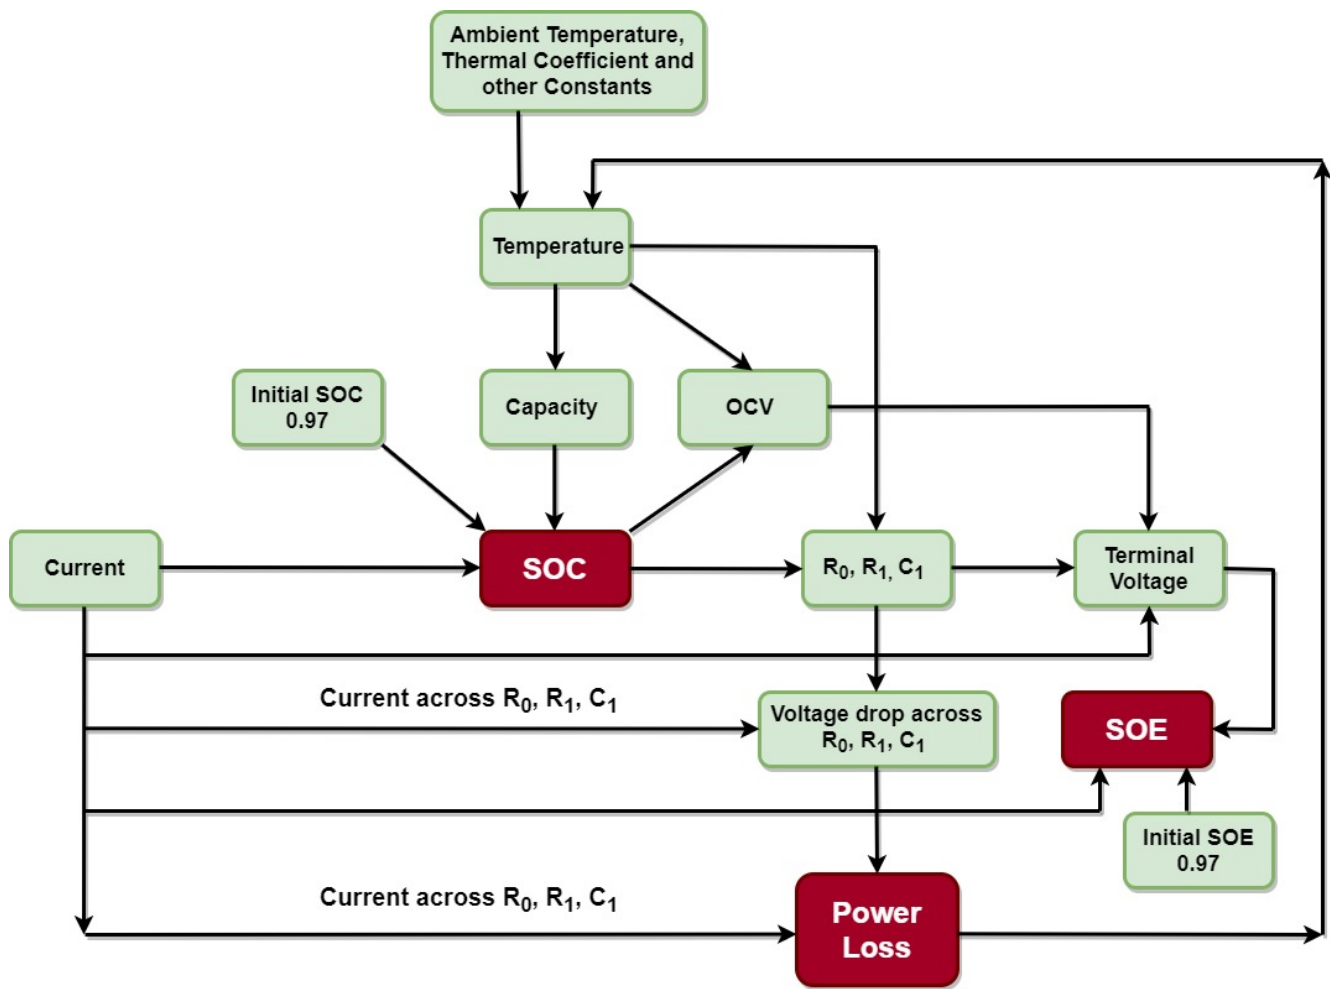 Ambient Temperature,
Thermal Coefficient and
other Constants
Temperature
Initial SOC
0.97
Capacity
OCV
Current
SOC
R₀, R₁, C₁
Terminal
Voltage
Current across R₀, R₁, C₁
Voltage drop across
R₀, R₁, C₁
SOE
Initial SOE
0.97
Current across R₀, R₁, C₁
Power
Loss